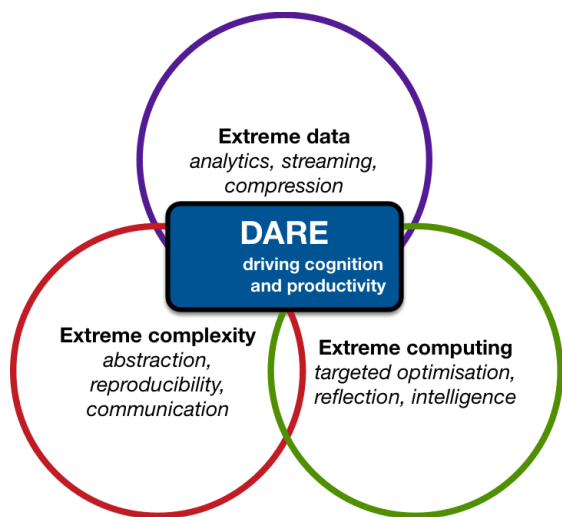 Extreme data
analytics, streaming,
compression
DARE
driving cognition
and productivity
Extreme complexity
abstraction,
reproducibility,
communication
Extreme computing
targeted optimisation,
reflection, intelligence